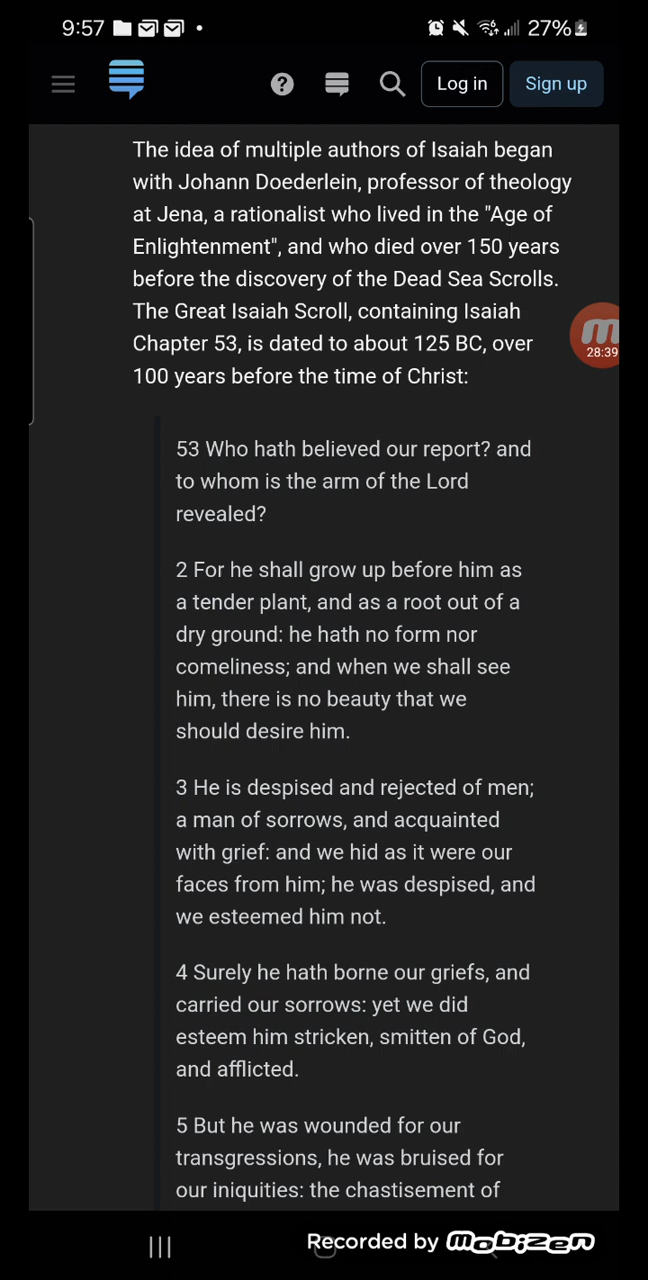 9:57
27%
Log in
Sign up
The idea of multiple authors of Isaiah began
with Johann Doederlein, professor of theology
at Jena, a rationalist who lived in the "Age of
Enlightenment", and who died over 150 years
before the discovery of the Dead Sea Scrolls.
The Great Isaiah Scroll, containing Isaiah
Chapter 53, is dated to about 125 BC, over
100 years before the time of Christ:
28:39
53 Who hath believed our report? and
to whom is the arm of the Lord
revealed?
2 For he shall grow up before him as
a tender plant, and as a root out of a
dry ground: he hath no form nor
comeliness; and when we shall see
him, there is no beauty that we
should desire him.
3 He is despised and rejected of men;
a man of sorrows, and acquainted
with grief: and we hid as it were our
faces from him; he was despised, and
we esteemed him not.
4 Surely he hath borne our griefs, and
carried our sorrows: yet we did
esteem him stricken, smitten of God,
and afflicted.
5 But he was wounded for our
transgressions, he was bruised for
our iniquities: the chastisement of
Recorded by mobizen